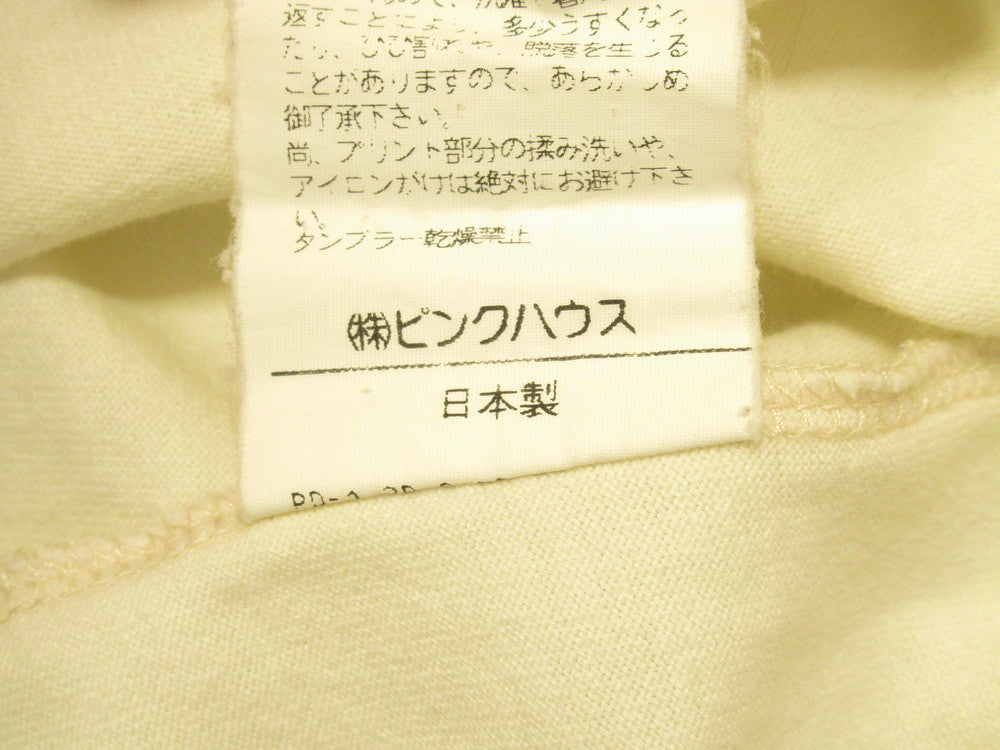 返すことにより、多少うすくなっ
たり、ひび割れや、脱落を生じる
ことがありますので、あらかじめ
御了承下さい。
尚、プリント部分の揉み洗いや、
アイロンがけは絶対にお避け下さ
い。
タンブラー乾燥禁止
㈱ピンクハウス
日本製